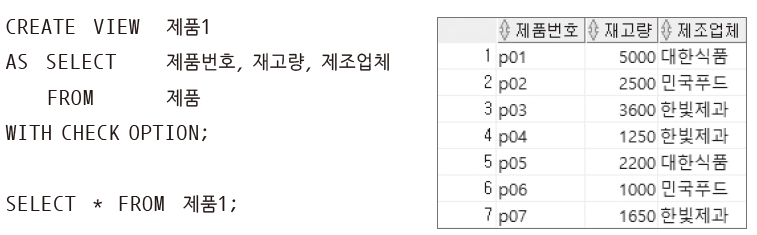 CREATE VIEW 제품1
AS SELECT 제품번호, 재고량, 제조업체
FROM 제품
WITH CHECK OPTION;
SELECT * FROM 제품1;
제품번호 재고량 제조업체
1 p01 5000 대한식품
2 p02 2500 민국푸드
3 p03 3600 한빛제과
4 p04 1250 한빛제과
5 p05 2200 대한식품
6 p06 1000 민국푸드
7 p07 1650 한빛제과